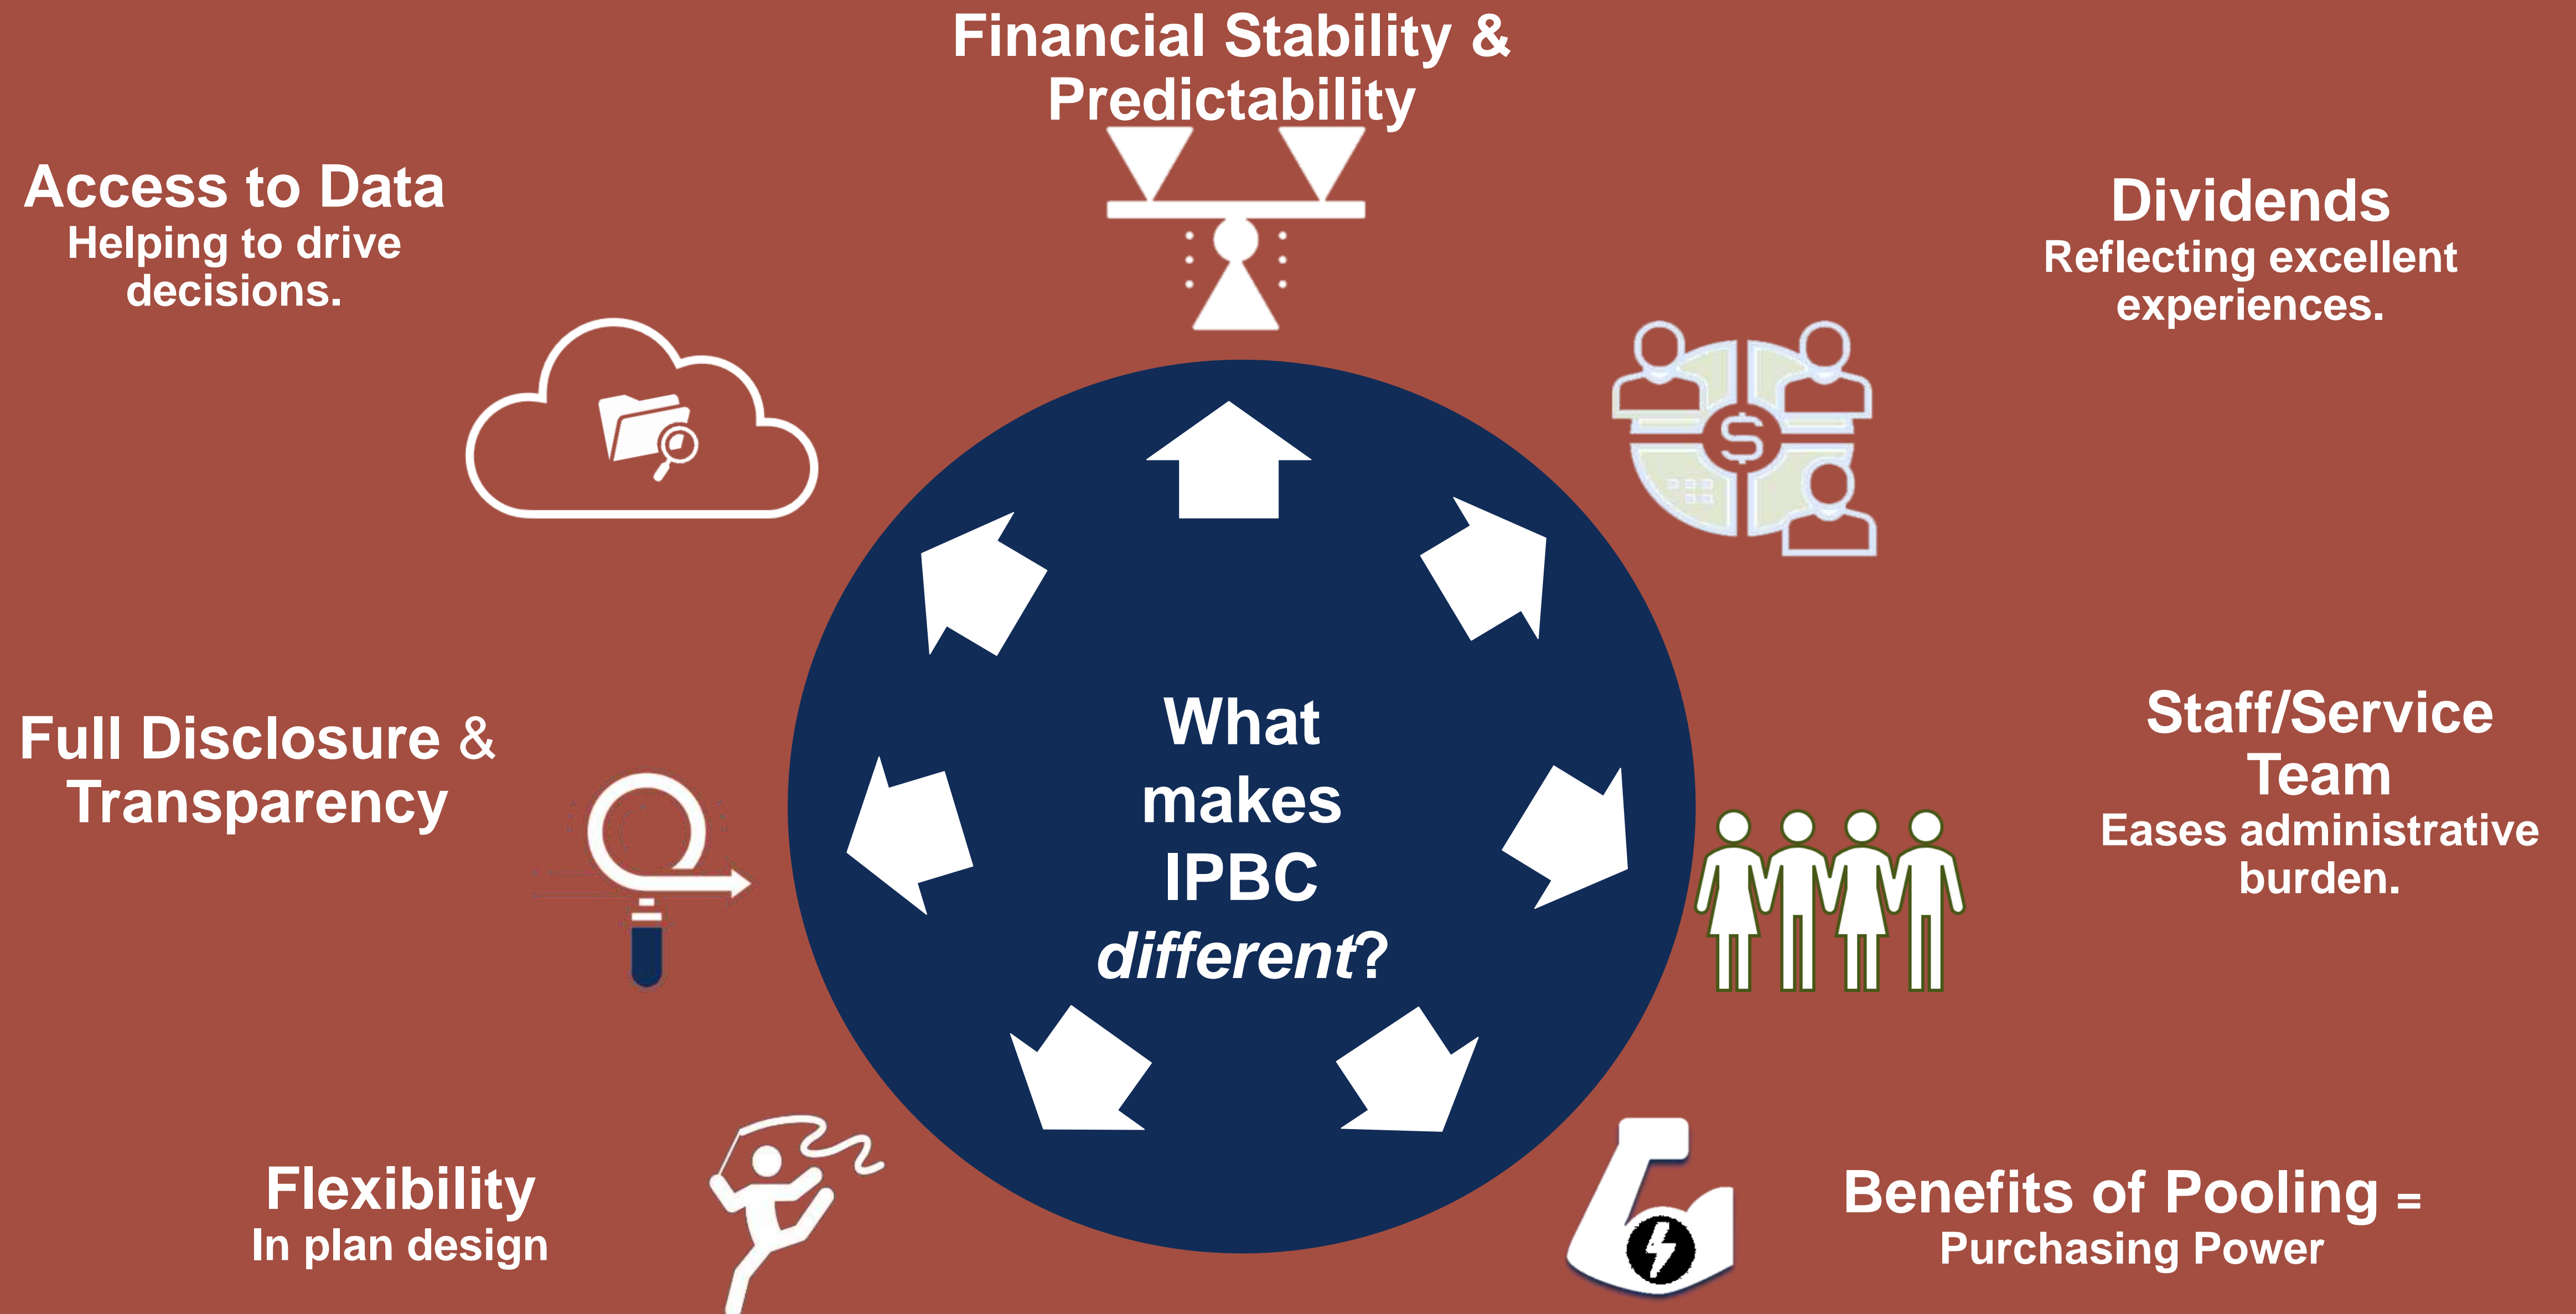 Financial Stability &
Predictability
Access to Data
Helping to drive
decisions.
Dividends
Reflecting excellent
experiences.
$
What
makes
IPBC
different?
Full Disclosure &
Transparency
Staff/Service
Team
Eases administrative
burden.
Flexibility
In plan design
Benefits of Pooling =
Purchasing Power